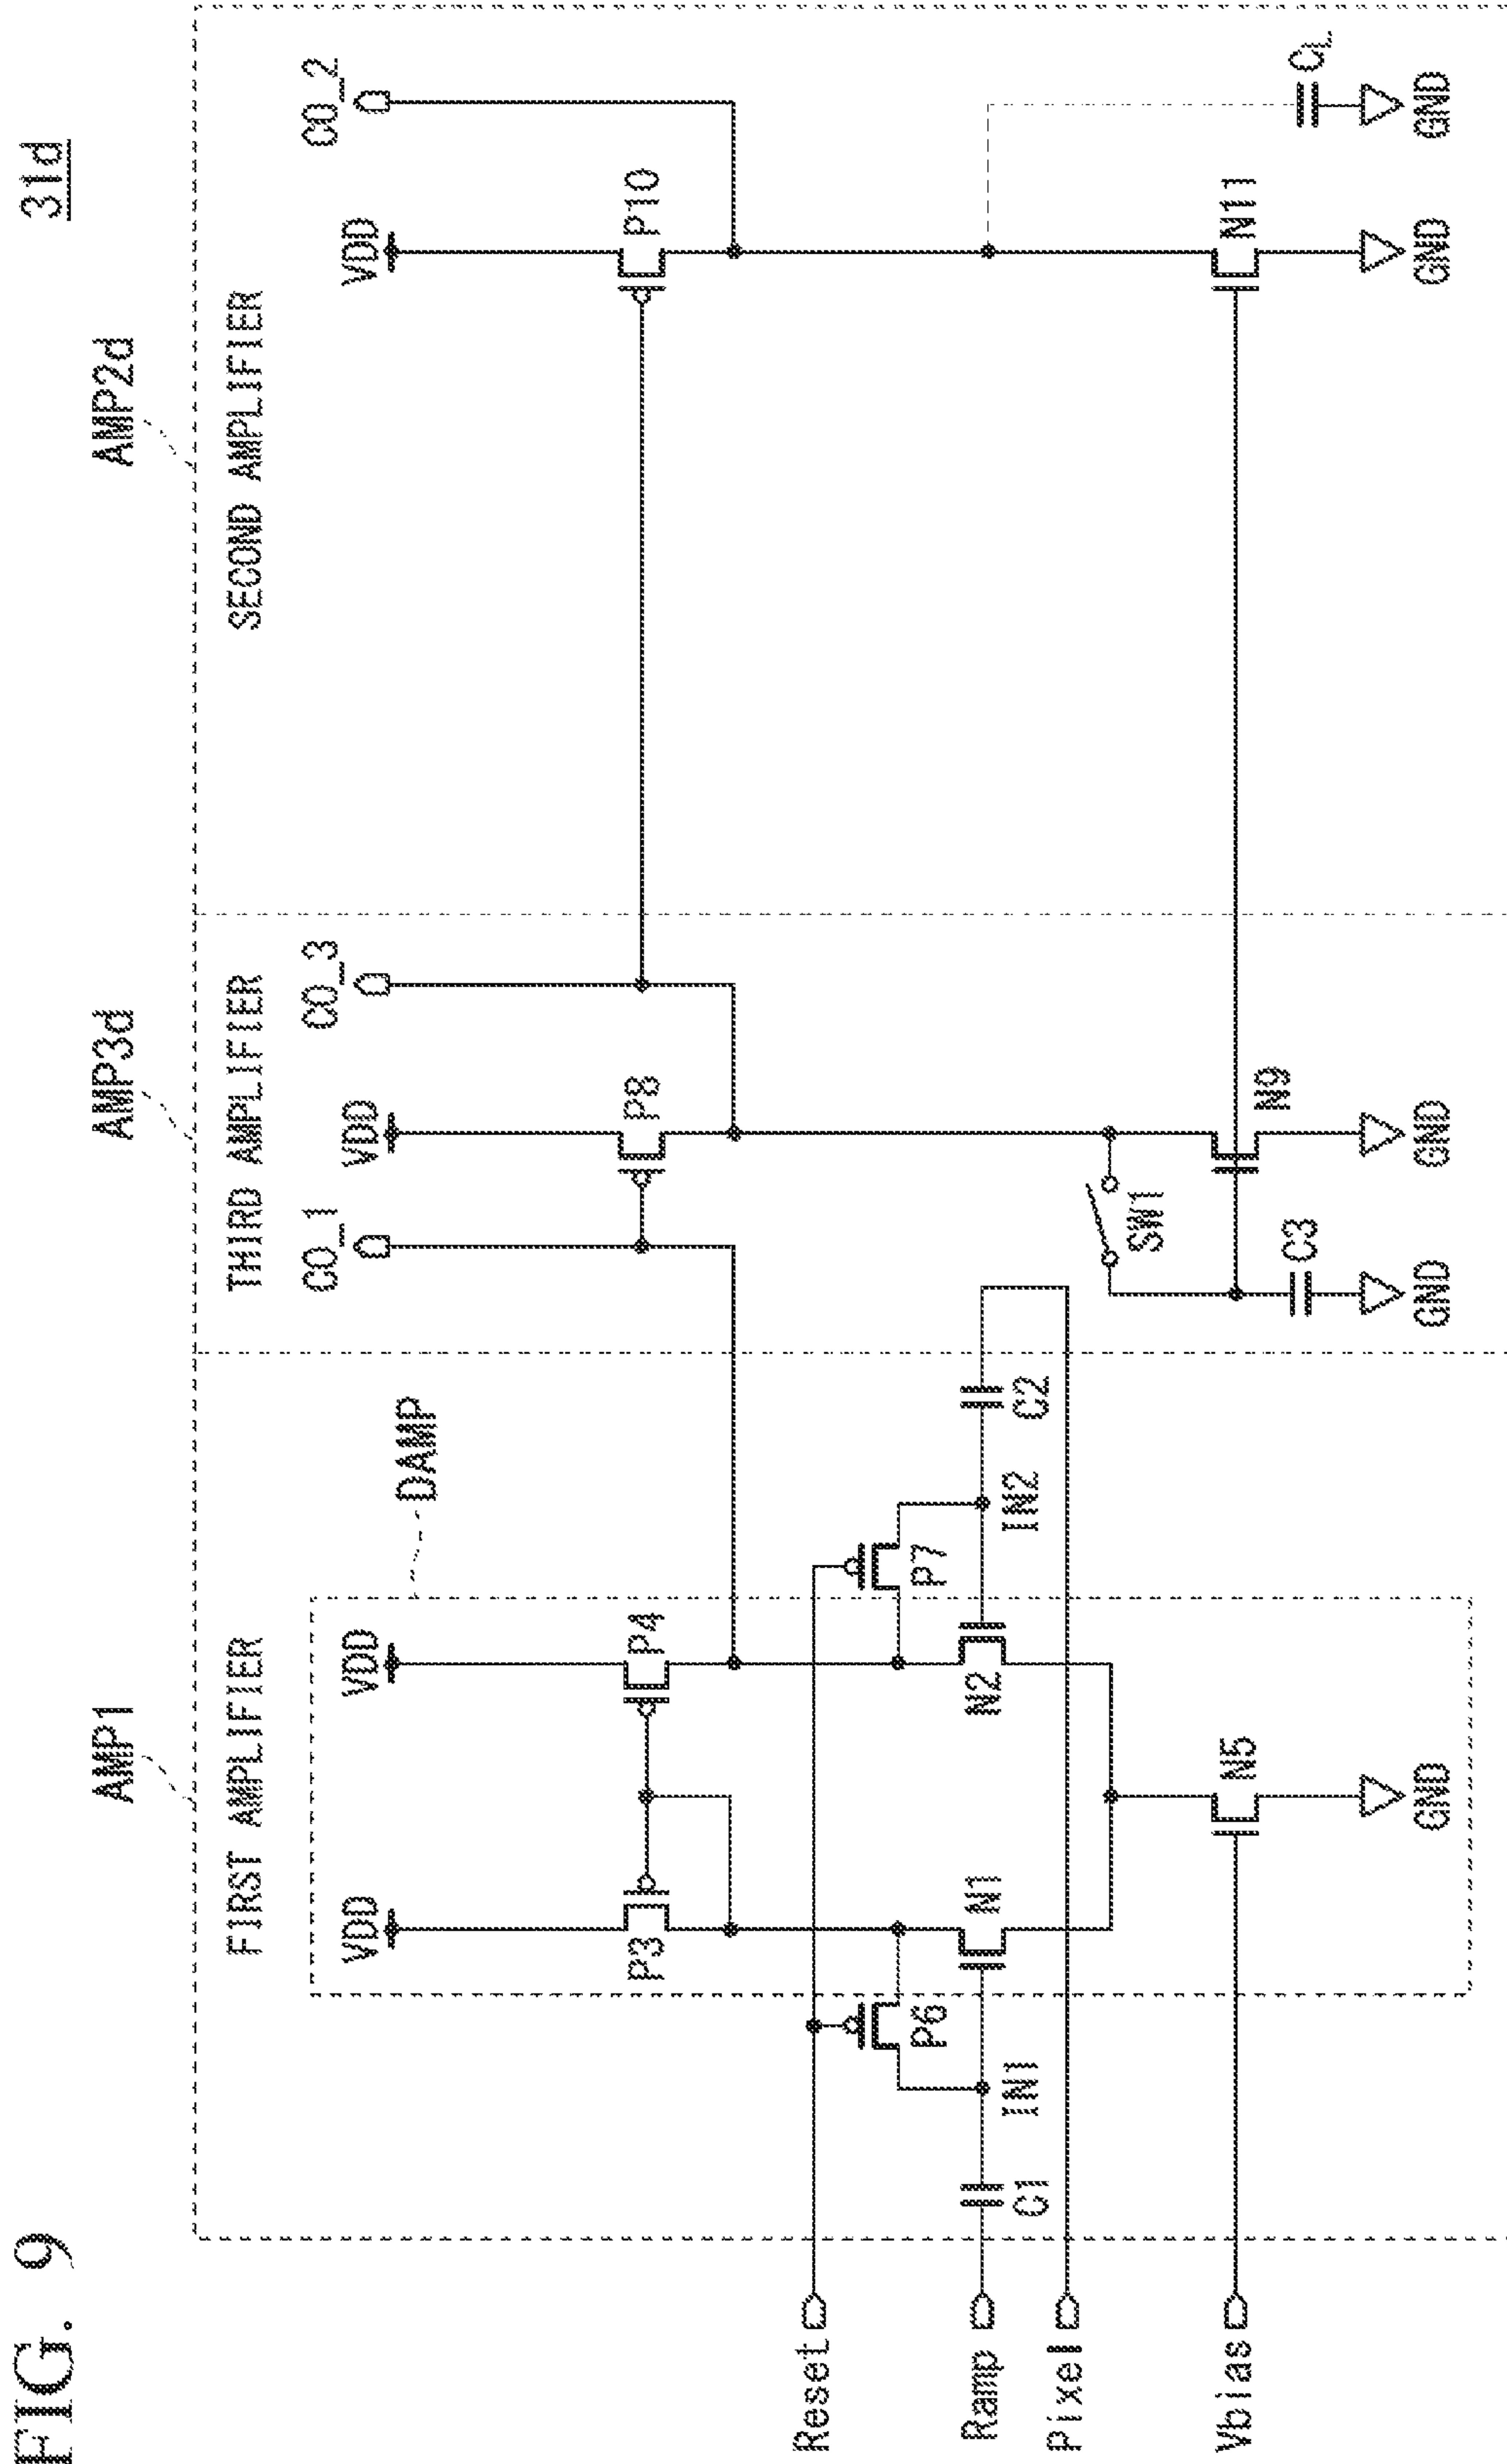 FIG. 9
31d
AMP1
AMP3d
AMP2d
FIRST AMPLIFIER
THIRD AMPLIFIER
SECOND AMPLIFIER
DAMP
CO_1
CO_3
CO_2
VDD
VDD
VDD
VDD
P3
P4
P8
P10
Reset
P6
P7
Ramp
C1
IN1
N1
N2
IN2
C2
Pixel
SW1
Vbias
N5
N9
N11
C3
CL
GND
GND
GND
GND
GND